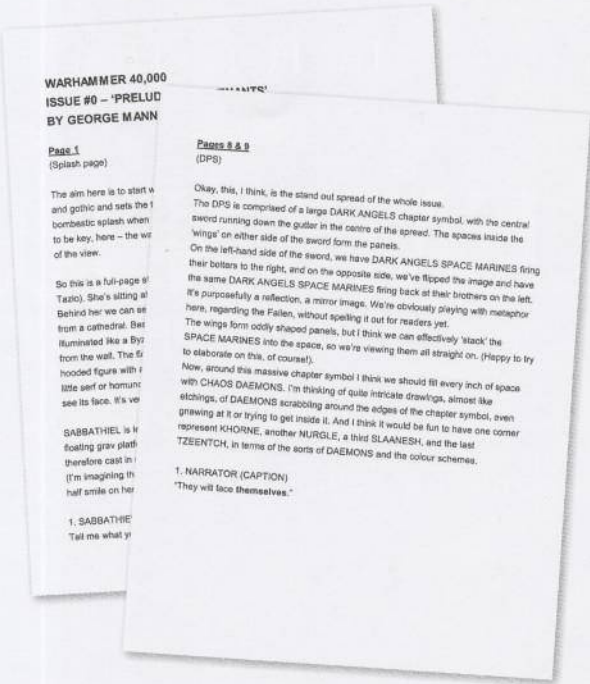 WARHAMMER 40,000
ISSUE #0 – 'PRELUD
BY GEORGE MANN
Page 1
(Splash page)
The aim here is to start w
and gothic and sets the t
bombastic splash when
to be key, here – the we
of the view.
So this is a full-page s
Tazio). She's sitting at
Behind her we can se
from a cathedral. Bes
illuminated like a Byz
from the wall. The fi
hooded figure with
little serf or homunc
see its face. It's ve
SABBATHIEL is le
floating grav platf
therefore cast in
(I'm imagining th
half smile on her
1. SABBATHIE
Tell me what y
Pages 8 & 9
(DPS)
Okay, this, I think, is the stand out spread of the whole issue.
The DPS is comprised of a large DARK ANGELS chapter symbol, with the central
sword running down the gutter in the centre of the spread. The spaces inside the
'wings' on either side of the sword form the panels.
On the left-hand side of the sword, we have DARK ANGELS SPACE MARINES firing
their bolters to the right, and on the opposite side, we've flipped the image and have
the same DARK ANGELS SPACE MARINES firing back at their brothers on the left.
It's purposefully a reflection, a mirror image. We're obviously playing with metaphor
here, regarding the Fallen, without spelling it out for readers yet.
The wings form oddly shaped panels, but I think we can effectively 'stack' the
SPACE MARINES into the space, so we're viewing them all straight on. (Happy to try
to elaborate on this, of course!).
Now, around this massive chapter symbol I think we should fill every inch of space
with CHAOS DAEMONS. I'm thinking of quite intricate drawings, almost like
etchings, of DAEMONS scrabbling around the edges of the chapter symbol, even
gnawing at it or trying to get inside it. And I think it would be fun to have one corner
represent KHORNE, another NURGLE, a third SLAANESH, and the last
TZEENTCH, in terms of the sorts of DAEMONS and the colour schemes.
1. NARRATOR (CAPTION)
"They will face themselves."